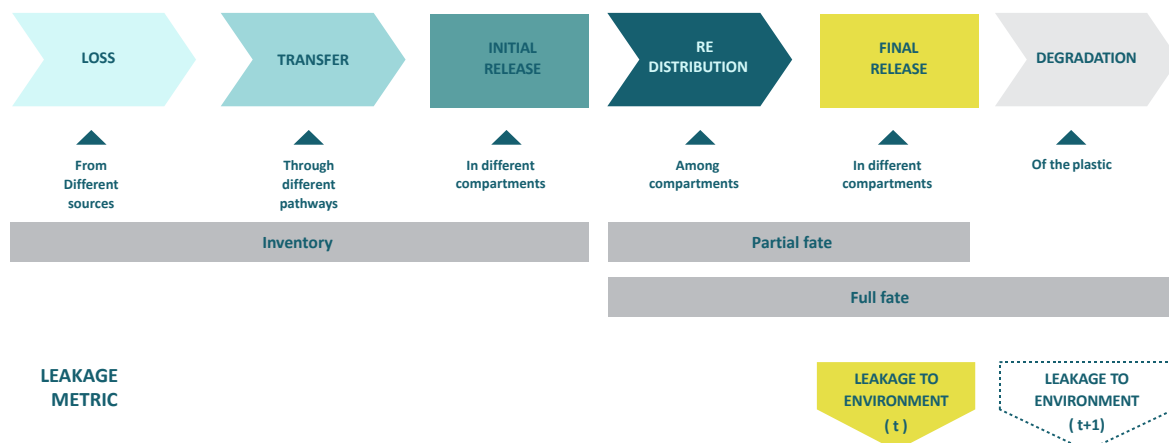 LOSS
TRANSFER
INITIAL
RELEASE
RE
DISTRIBUTION
FINAL
RELEASE
DEGRADATION
From
Different
sources
Through
different
pathways
In different
compartments
Among
compartments
In different
compartments
Of the plastic
Inventory
Partial fate
Full fate
LEAKAGE
METRIC
LEAKAGE TO
ENVIRONMENT
( t )
LEAKAGE TO
ENVIRONMENT
( t+1)